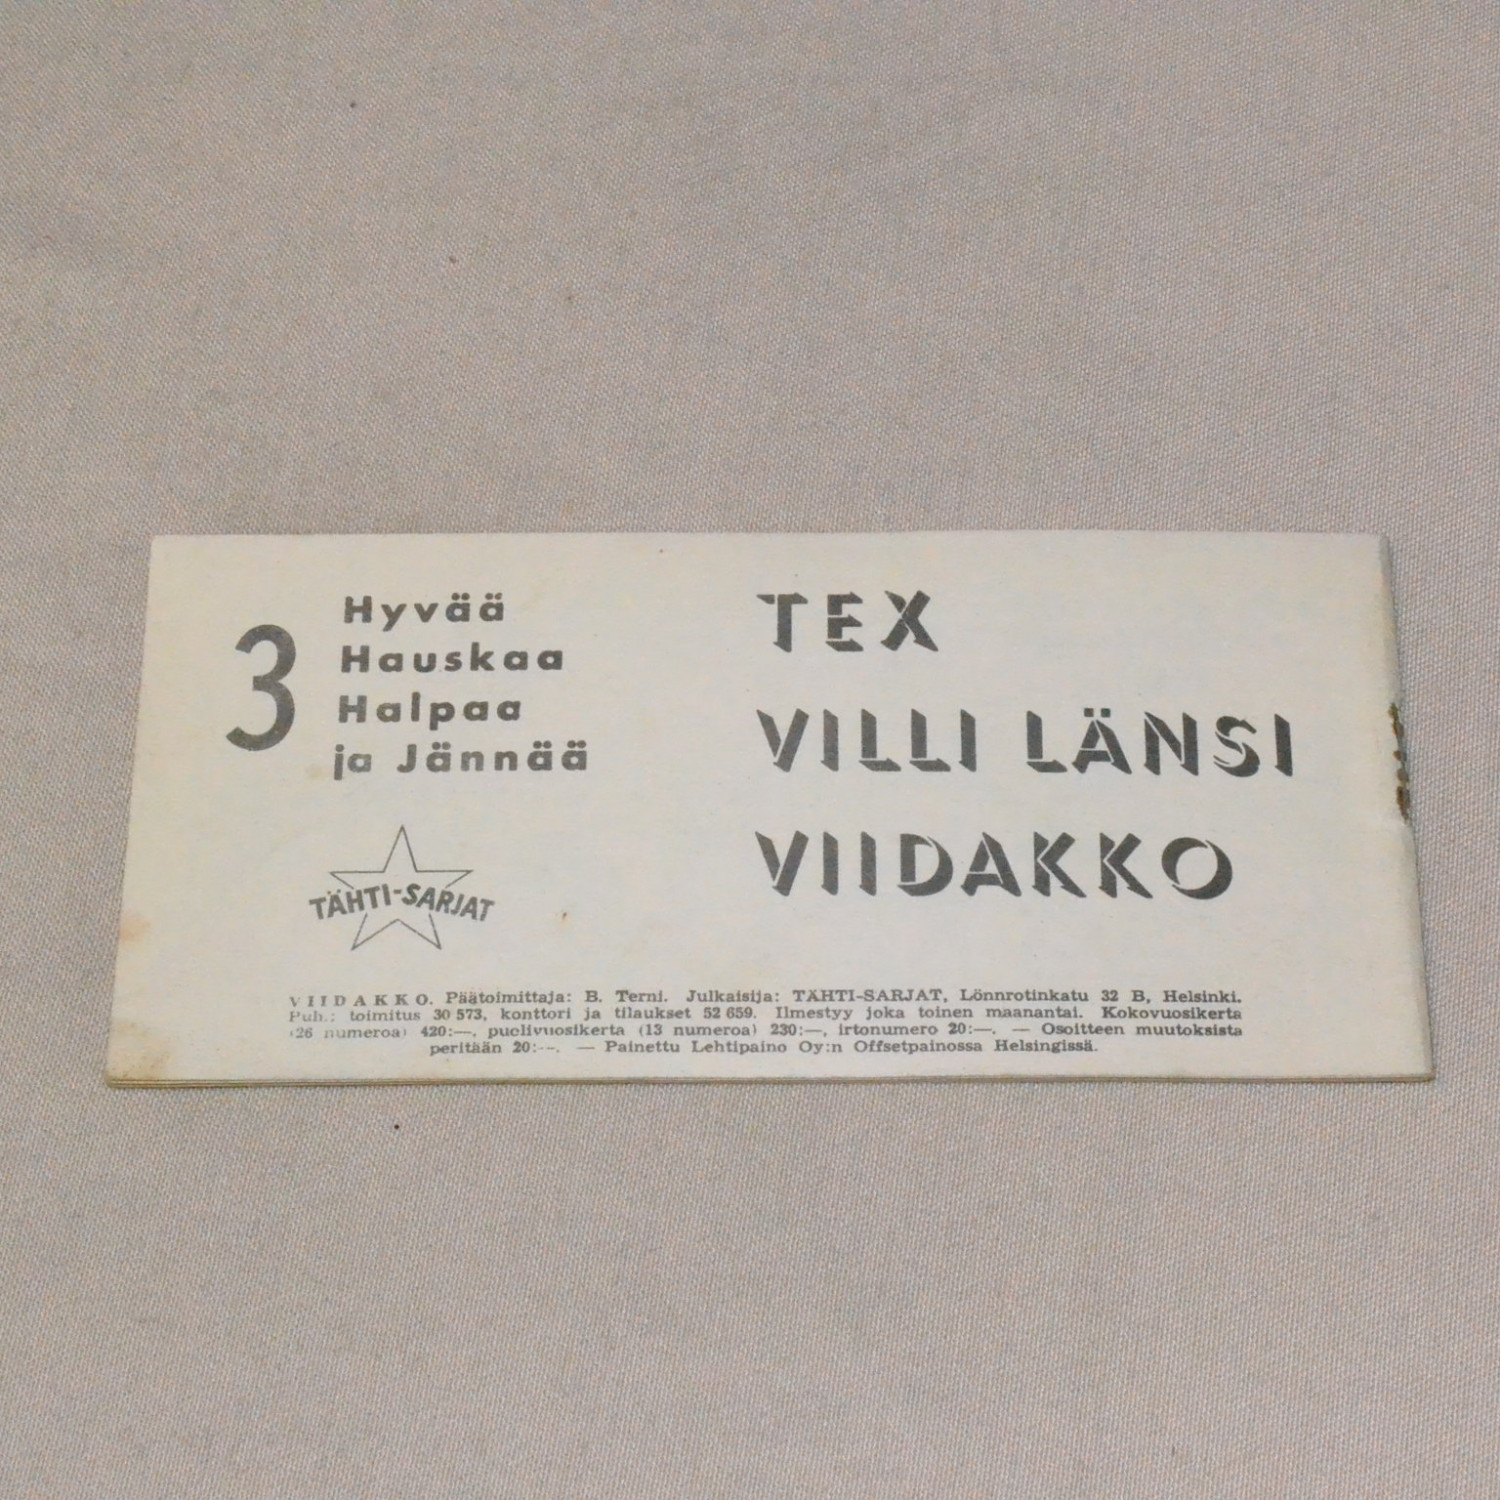 3
Hyvää
Hauskaa
Halpaa
ja Jännää
TÄHTI-SARJAT
TEX
VILLI LÄNSI
VIIDAKKO
VIIDAKKO. Päätoimittaja: B. Terni. Julkaisija: TÄHTI-SARJAT, Lönnrotinkatu 32 B, Helsinki.
Puh.: toimitus 30 573, konttori ja tilaukset 52 659. Ilmestyy joka toinen maanantai. Kokovuosikerta
(26 numeroa) 420:—, puolivuosikerta (13 numeroa) 230:—, irtonumero 20:—. — Osoitteen muutoksista
peritään 20:—. — Painettu Lehtipaino Oy:n Offsetpainossa Helsingissä.